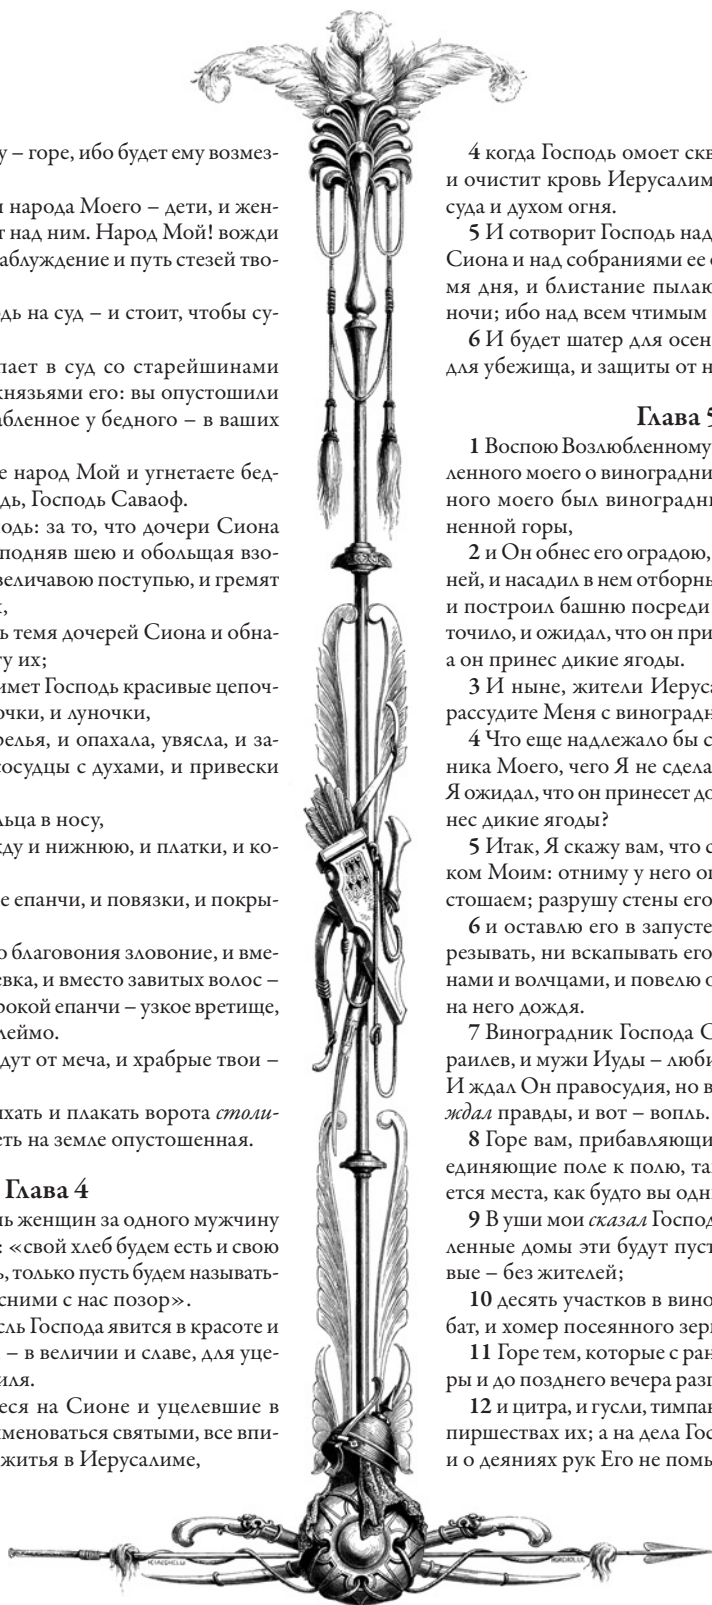 у – горе, ибо будет ему возмез-
народа Моего – дети, и жен-
над ним. Народ Мой! вожди
аблуждение и путь стезей тво-
дь на суд – и стоит, чтобы су-
пает в суд со старейшинами
князьями его: вы опустошили
абленное у бедного – в ваших
е народ Мой и угнетаете бед-
дь, Господь Саваоф.
одь: за то, что дочери Сиона
подняв шею и обольщая взо-
величавою поступью, и гремят
ь темя дочерей Сиона и обна-
ту их;
имет Господь красивые цепоч-
очки, и луночки,
релья, и опахала, увясла, и за-
сосудцы с духами, и привески
льца в носу,
жду и нижнюю, и платки, и ко-
е епанчи, и повязки, и покры-
о благовония зловоние, и вме-
евка, и вместо завитых волос –
рокой епанчи – узкое вретище,
леймо.
дут от меча, и храбрые твои –
ыхать и плакать ворота столи-
еть на земле опустошенная.
Глава 4
ь женщин за одного мужчину
: «свой хлеб будем есть и свою
ь, только пусть будем называть-
сними с нас позор».
сль Господа явится в красоте и
– в величии и славе, для уце-
иля.
еся на Сионе и уцелевшие в
меноваться святыми, все впи-
житья в Иерусалиме,
4 когда Господь омоет скв
и очистит кровь Иерусалим
суда и духом огня.
5 И сотворит Господь над
Сиона и над собраниями ее о
мя дня, и блистание пылаю
ночи; ибо над всем чтимым
6 И будет шатер для осен
для убежища, и защиты от н
Глава 5
1 Воспою Возлюбленному
ленного моего о виноградни
ного моего был виноградни
ненной горы,
2 и Он обнес его оградою,
ней, и насадил в нем отборны
и построил башню посреди
точило, и ожидал, что он при
а он принес дикие ягоды.
3 И ныне, жители Иеруса
рассудите Меня с виноградн
4 Что еще надлежало бы с
ника Моего, чего Я не сдела
Я ожидал, что он принесет до
нес дикие ягоды?
5 Итак, Я скажу вам, что с
ком Моим: отниму у него ог
стошаем; разрушу стены его
6 и оставлю его в запусте
резывать, ни вскапывать его
нами и волчцами, и повелю о
на него дождя.
7 Виноградник Господа С
раилев, и мужи Иуды – люби
И ждал Он правосудия, но в
ждал правды, и вот – вопль.
8 Горе вам, прибавляющи
единяющие поле к полю, та
ется места, как будто вы одн
9 В уши мои сказал Господ
ленные домы эти будут пуст
вые – без жителей;
10 десять участков в вино
бат, и хомер посеянного зер
11 Горе тем, которые с ран
ры и до позднего вечера разг
12 и цитра, и гусли, тимпан
пиршествах их; а на дела Гос
и о деяниях рук Его не помы